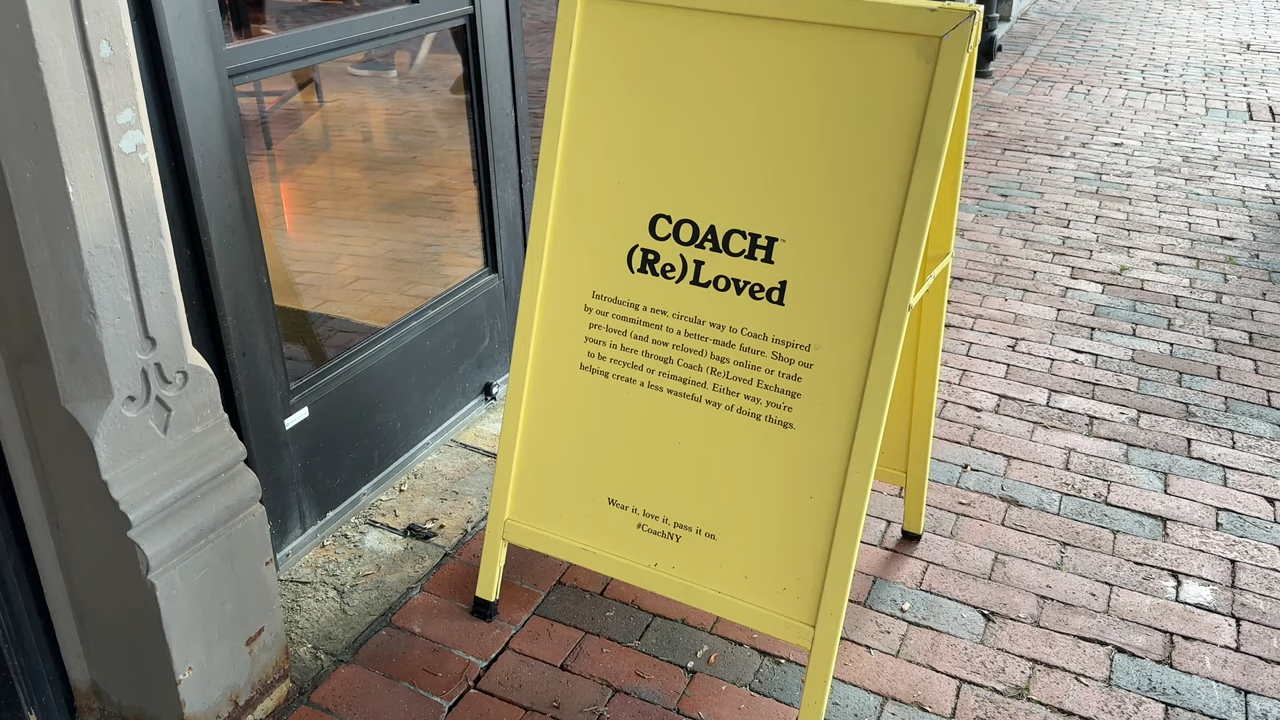 COACH™
(Re)Loved
Introducing a new, circular way to Coach inspired
by our commitment to a better-made future. Shop our
pre-loved (and now reloved) bags online or trade
yours in here through Coach (Re)Loved Exchange
to be recycled or reimagined. Either way, you're
helping create a less wasteful way of doing things.
Wear it, love it, pass it on.
#CoachNY